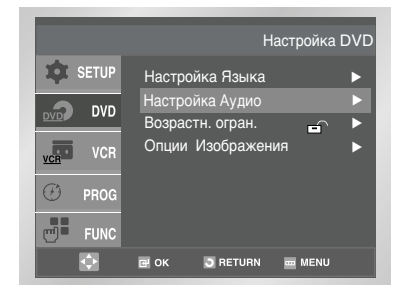 Настройка DVD
SETUP
DVD DVD
VCR VCR
PROG
FUNC
Настройка Языка
Настройка Аудио
Возрастн. огран.
Опции Изображения
OK RETURN MENU